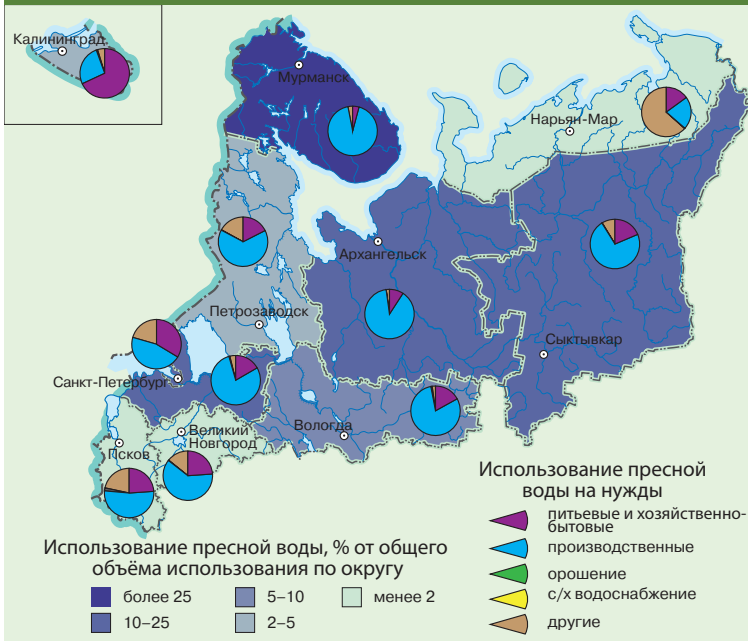 Калининград
Мурманск
Нарьян-Мар
Архангельск
Петрозаводск
Сыктывкар
Санкт-Петербург
Великий
Новгород
Вологда
Псков
Использование пресной
воды на нужды
питьевые и хозяйственно-
бытовые
производственные
орошение
с/х водоснабжение
другие
Использование пресной воды, % от общего
объёма использования по округу
более 25
5–10
менее 2
10–25
2–5